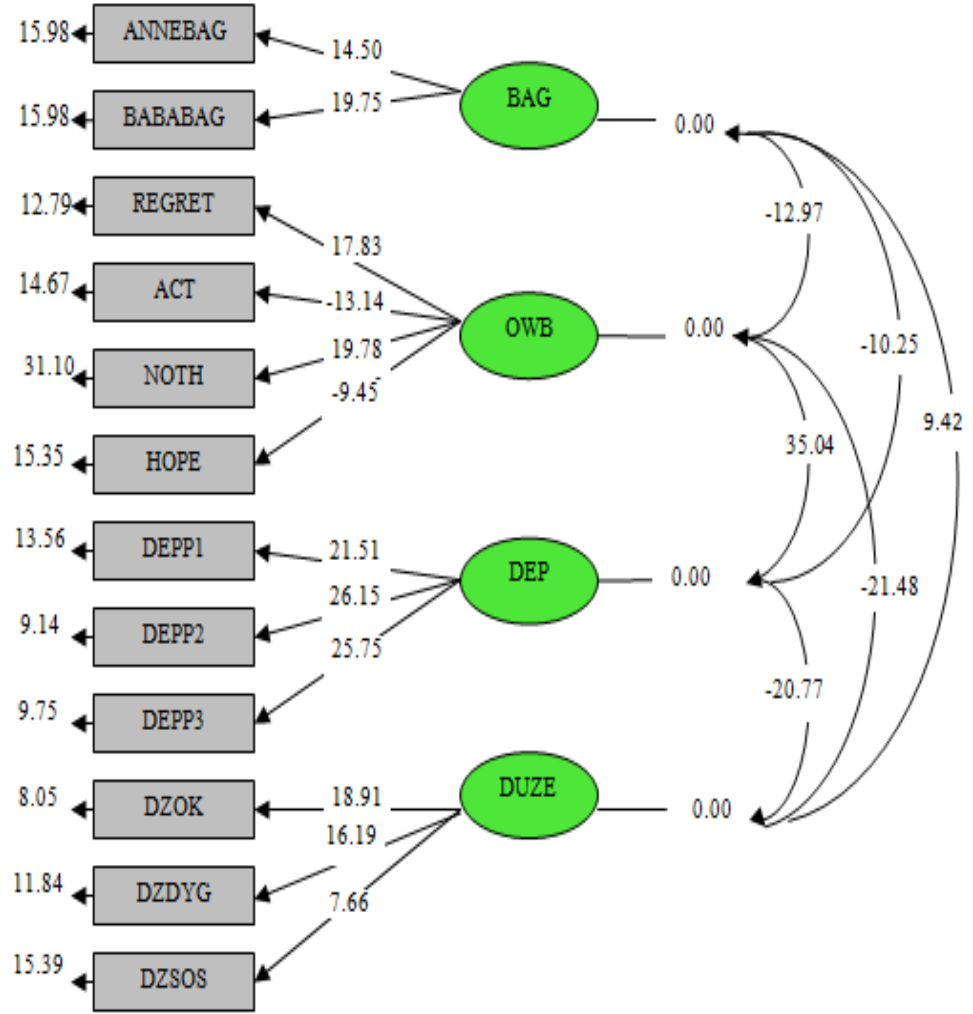 15.98
ANNEBAG
14.50
BAG
0.00
15.98
BABABAG
19.75
-12.97
12.79
REGRET
17.83
14.67
ACT
-13.14
OWB
0.00
-10.25
31.10
NOTH
19.78
-9.45
9.42
15.35
HOPE
35.04
13.56
DEPP1
21.51
DEP
0.00
-21.48
9.14
DEPP2
26.15
25.75
-20.77
9.75
DEPP3
8.05
DZOK
18.91
DUZE
0.00
16.19
11.84
DZDYG
7.66
15.39
DZSOS